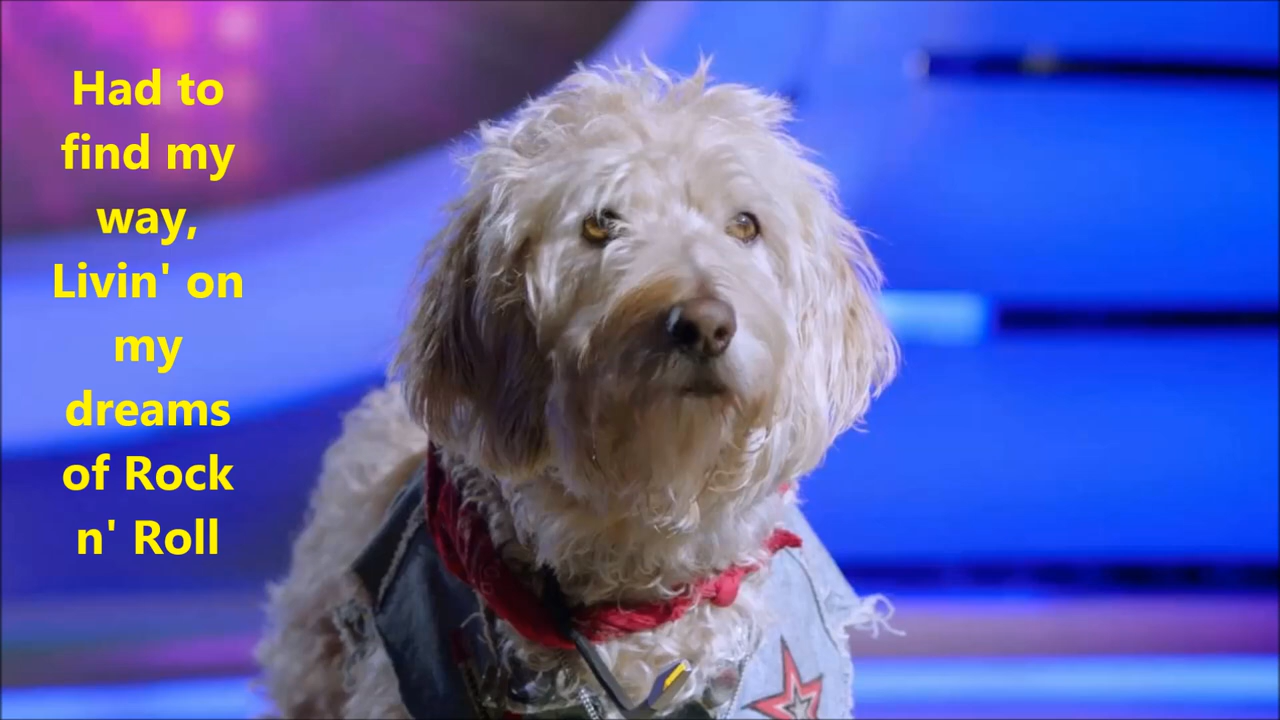 Had to
find my
way,
Livin' on
my
dreams
of Rock
n' Roll